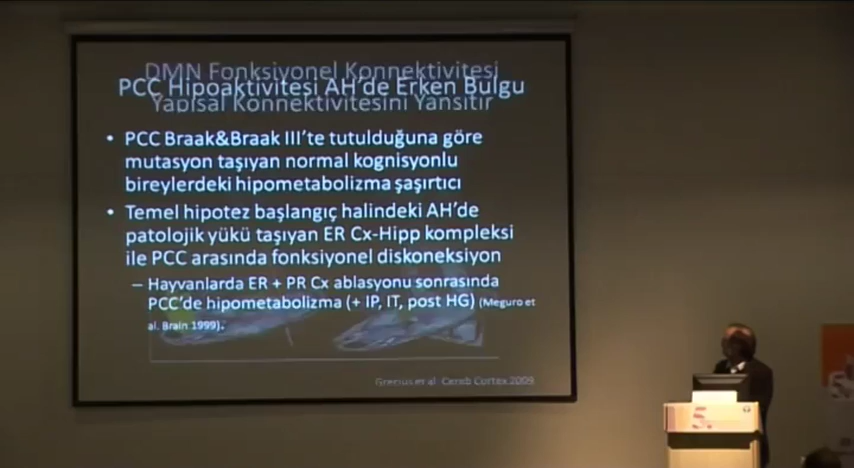 DMN Fonksiyonel Konnektivitesi
PCC Hipoaktivitesi AH'de Erken Bulgu
Yapısal Konnektivitesini Yansıtır
• PCC Braak&Braak III'te tutulduğuna göre
mutasyon taşıyan normal kognisyonlu
bireylerdeki hipometabolizma şaşırtıcı
• Temel hipotez başlangıç halindeki AH'de
patolojik yükü taşıyan ER Cx-Hipp kompleksi
ile PCC arasında fonksiyonel diskoneksiyon
– Hayvanlarda ER + PR Cx ablasyonu sonrasında
PCC'de hipometabolizma (+ IP, IT, post HG) (Meguro et
al. Brain 1999).
Greicius et al. Cereb Cortex 2009
5.
5.